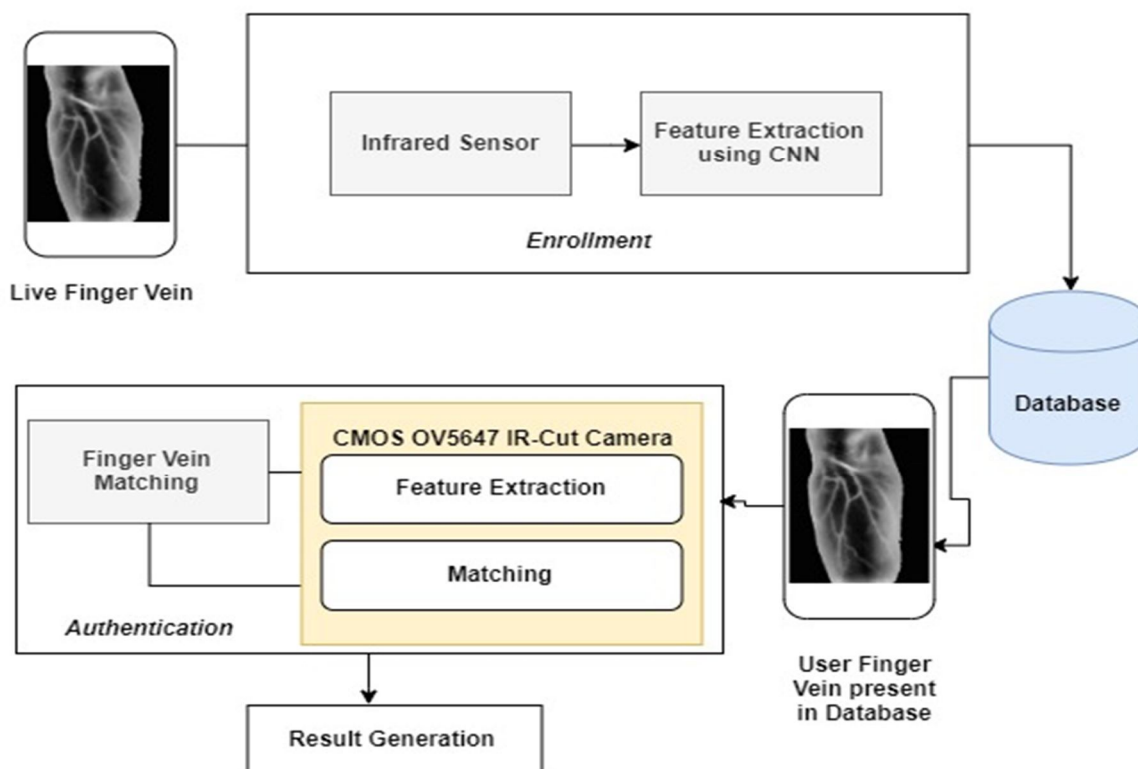 Infrared Sensor
Feature Extraction
using CNN
Enrollment
Live Finger Vein
Database
CMOS OV5647 IR-Cut Camera
Finger Vein
Matching
Feature Extraction
Matching
Authentication
User Finger
Vein present
in Database
Result Generation